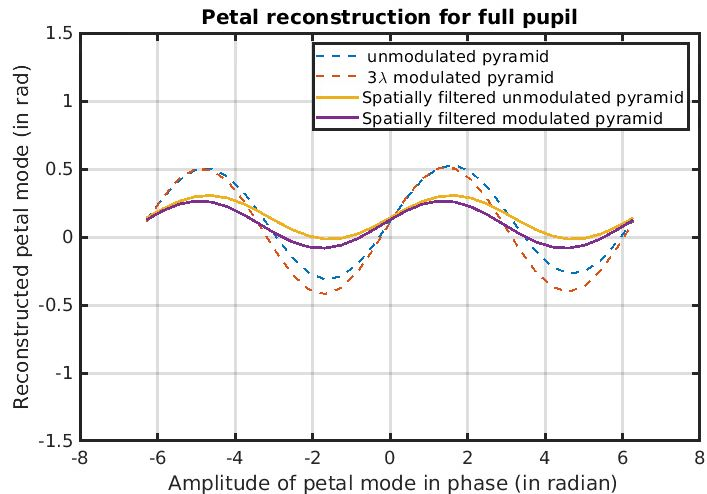 Petal reconstruction for full pupil
1.5
1
0.5
0
-0.5
-1
-1.5
Reconstructed petal mode (in rad)
unmodulated pyramid
3λ modulated pyramid
Spatially filtered unmodulated pyramid
Spatially filtered modulated pyramid
-8
-6
-4
-2
0
2
4
6
8
Amplitude of petal mode in phase (in radian)